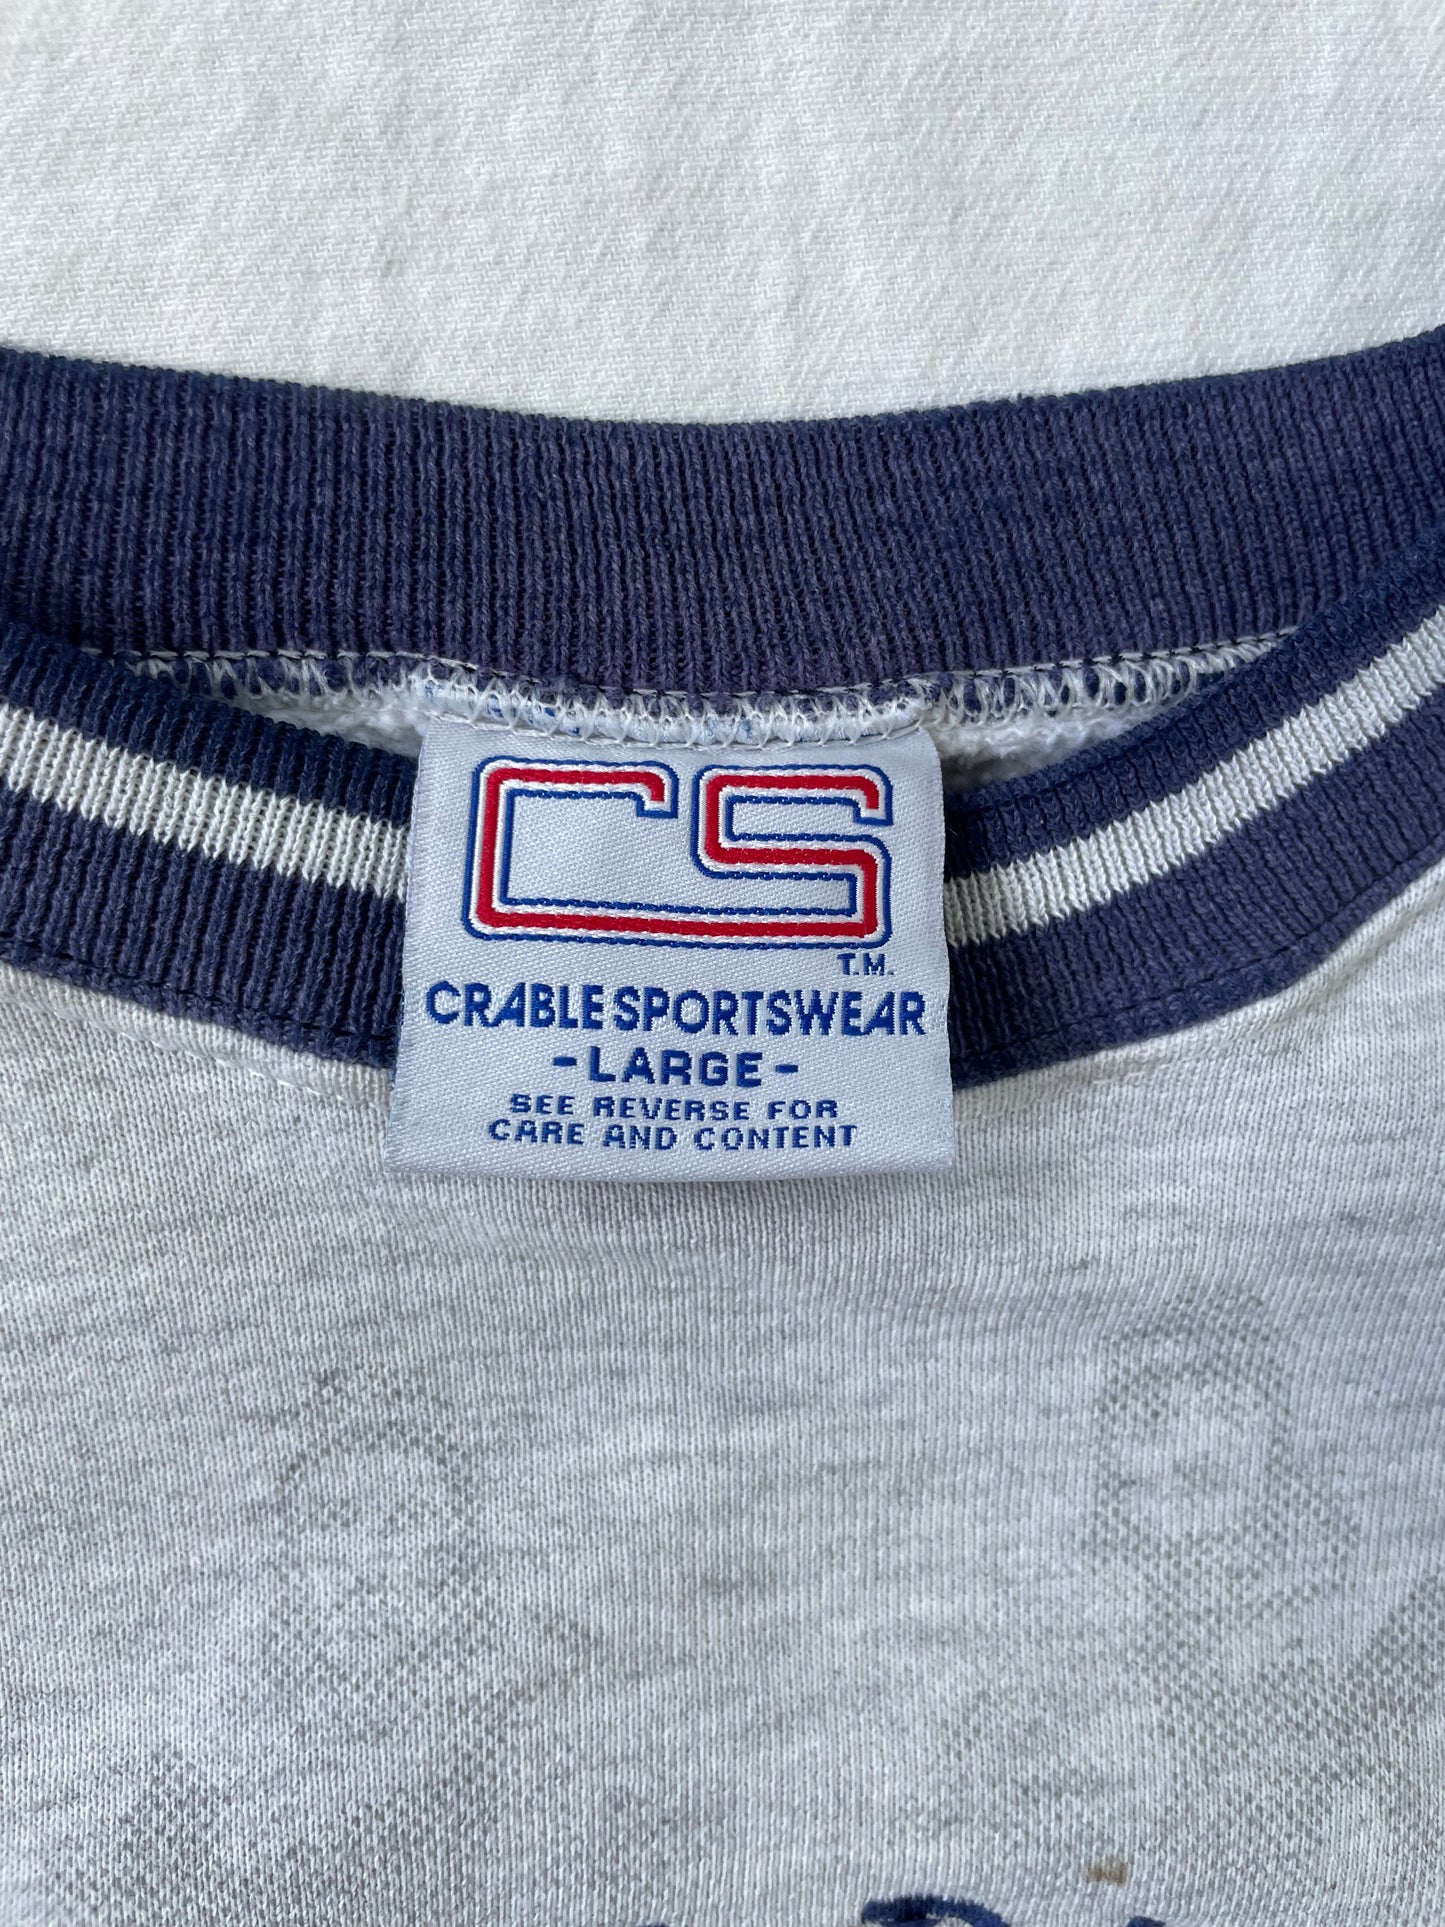 CS
T.M.
CRABLE SPORTSWEAR
-LARGE-
SEE REVERSE FOR
CARE AND CONTENT